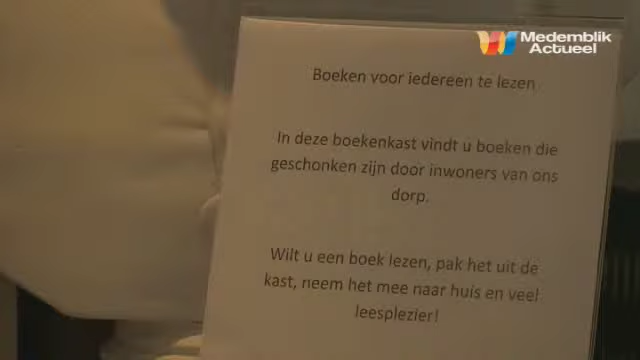 Medemblik
Actueel
Boeken voor iedereen te lezen
In deze boekenkast vindt u boeken die
geschonken zijn door inwoners van ons
dorp.
Wilt u een boek lezen, pak het uit de
kast, neem het mee naar huis en veel
leesplezier!